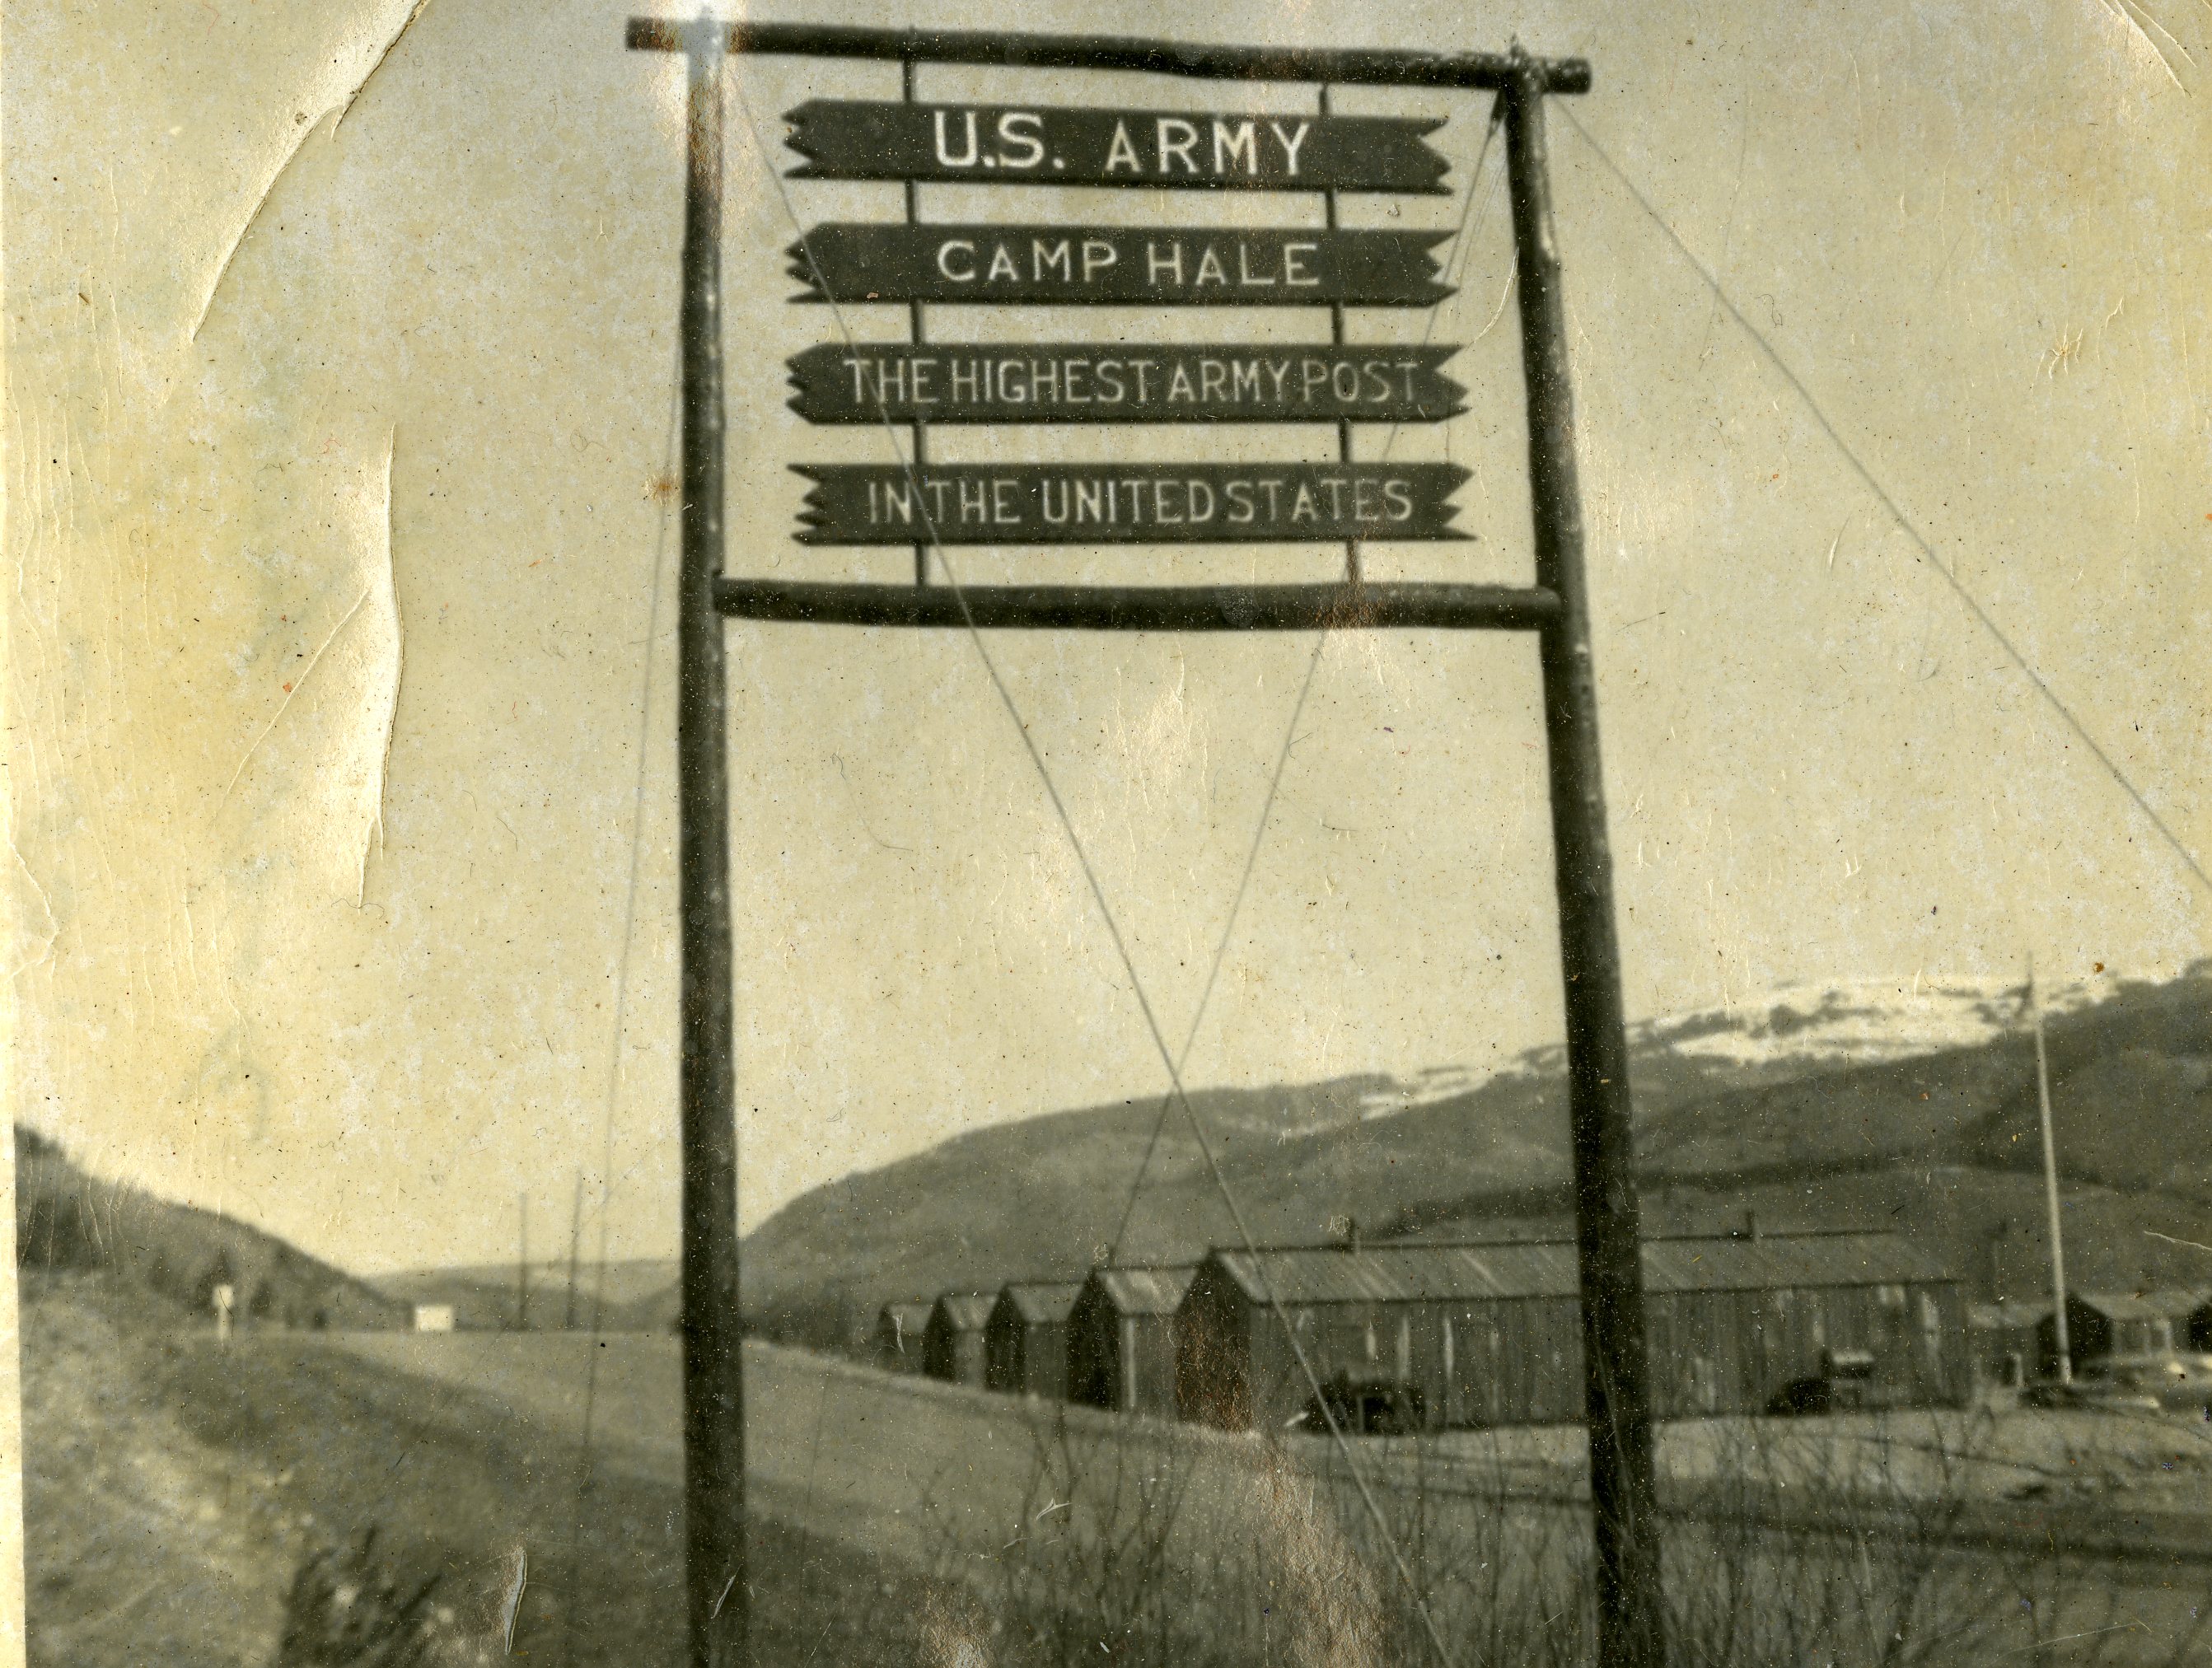 U.S. ARMY
CAMP HALE
THE HIGHEST ARMY POST
IN THE UNITED STATES